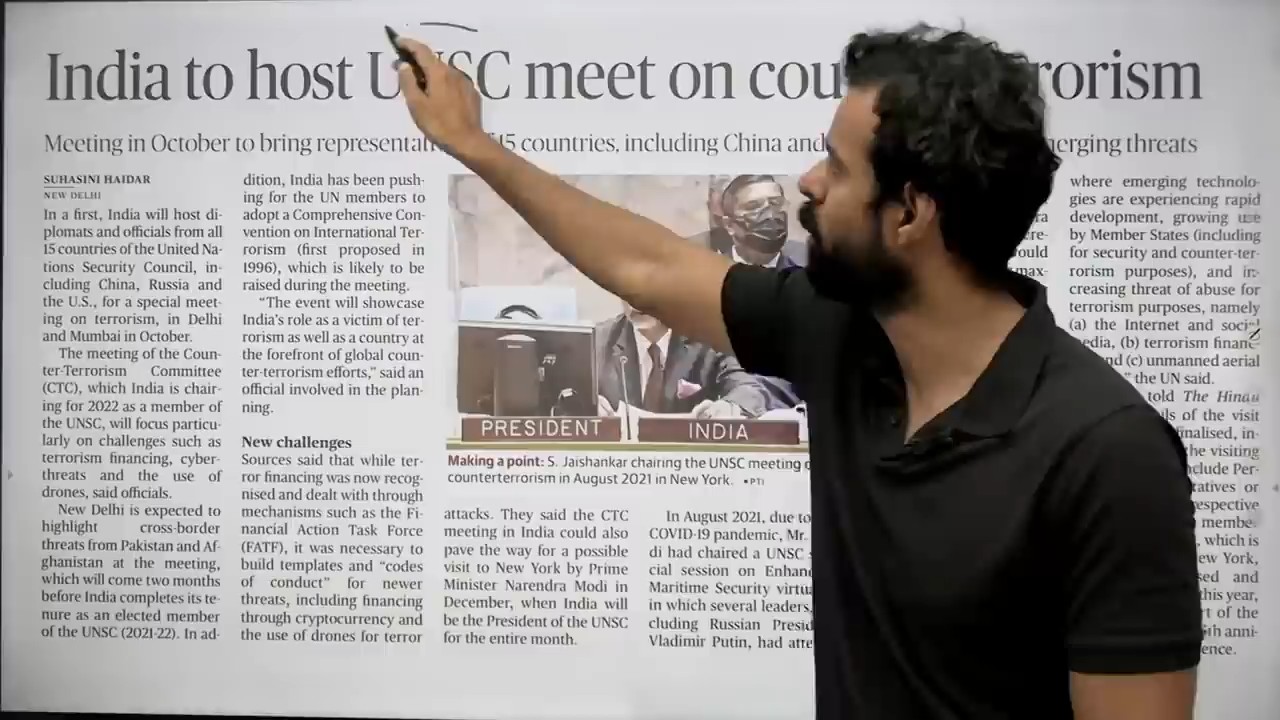 India to host U SC meet on cou rorism
Meeting in October to bring representat 15 countries, including China and erging threats
SUHASINI HAIDAR
NEW DELHI
In a first, India will host di-
plomats and officials from all
15 countries of the United Na-
tions Security Council, in-
cluding China, Russia and
the U.S., for a special meet-
ing on terrorism, in Delhi
and Mumbai in October.
The meeting of the Coun-
ter-Terrorism Committee
(CTC), which India is chair-
ing for 2022 as a member of
the UNSC, will focus particu-
larly on challenges such as
terrorism financing, cyber-
threats and the use of
drones, said officials.
New Delhi is expected to
highlight cross-border
threats from Pakistan and Af-
ghanistan at the meeting,
which will come two months
before India completes its te-
nure as an elected member
of the UNSC (2021-22). In ad-
dition, India has been push-
ing for the UN members to
adopt a Comprehensive Con-
vention on International Ter-
rorism (first proposed in
1996), which is likely to be
raised during the meeting.
“The event will showcase
India's role as a victim of ter-
rorism as well as a country at
the forefront of global coun-
ter-terrorism efforts,” said an
official involved in the plan-
ning.
New challenges
Sources said that while ter-
ror financing was now recog-
nised and dealt with through
mechanisms such as the Fi-
nancial Action Task Force
(FATF), it was necessary to
build templates and “codes
of conduct” for newer
threats, including financing
through cryptocurrency and
the use of drones for terror
PRESIDENT
INDIA
Making a point: S. Jaishankar chairing the UNSC meeting
counterterrorism in August 2021 in New York. •PTI
attacks. They said the CTC
meeting in India could also
pave the way for a possible
visit to New York by Prime
Minister Narendra Modi in
December, when India will
be the President of the UNSC
for the entire month.
In August 2021, due to
COVID-19 pandemic, Mr.
di had chaired a UNSC
cial session on Enhan
Maritime Security virtu
in which several leaders,
cluding Russian Presid
Vladimir Putin, had atte
ra
ere-
ould
max-
where emerging technolo-
gies are experiencing rapid
development, growing use
by Member States (including
for security and counter-ter-
rorism purposes), and in-
creasing threat of abuse for
terrorism purposes, namely
(a) the Internet and social
edia, (b) terrorism financ
nd (c) unmanned aerial
” the UN said.
told The Hindu
ils of the visit
finalised, in-
the visiting
nclude Per-
tatives or
espective
membe
, which is
ew York,
sed and
this year,
rt of the
th anni-
ence.